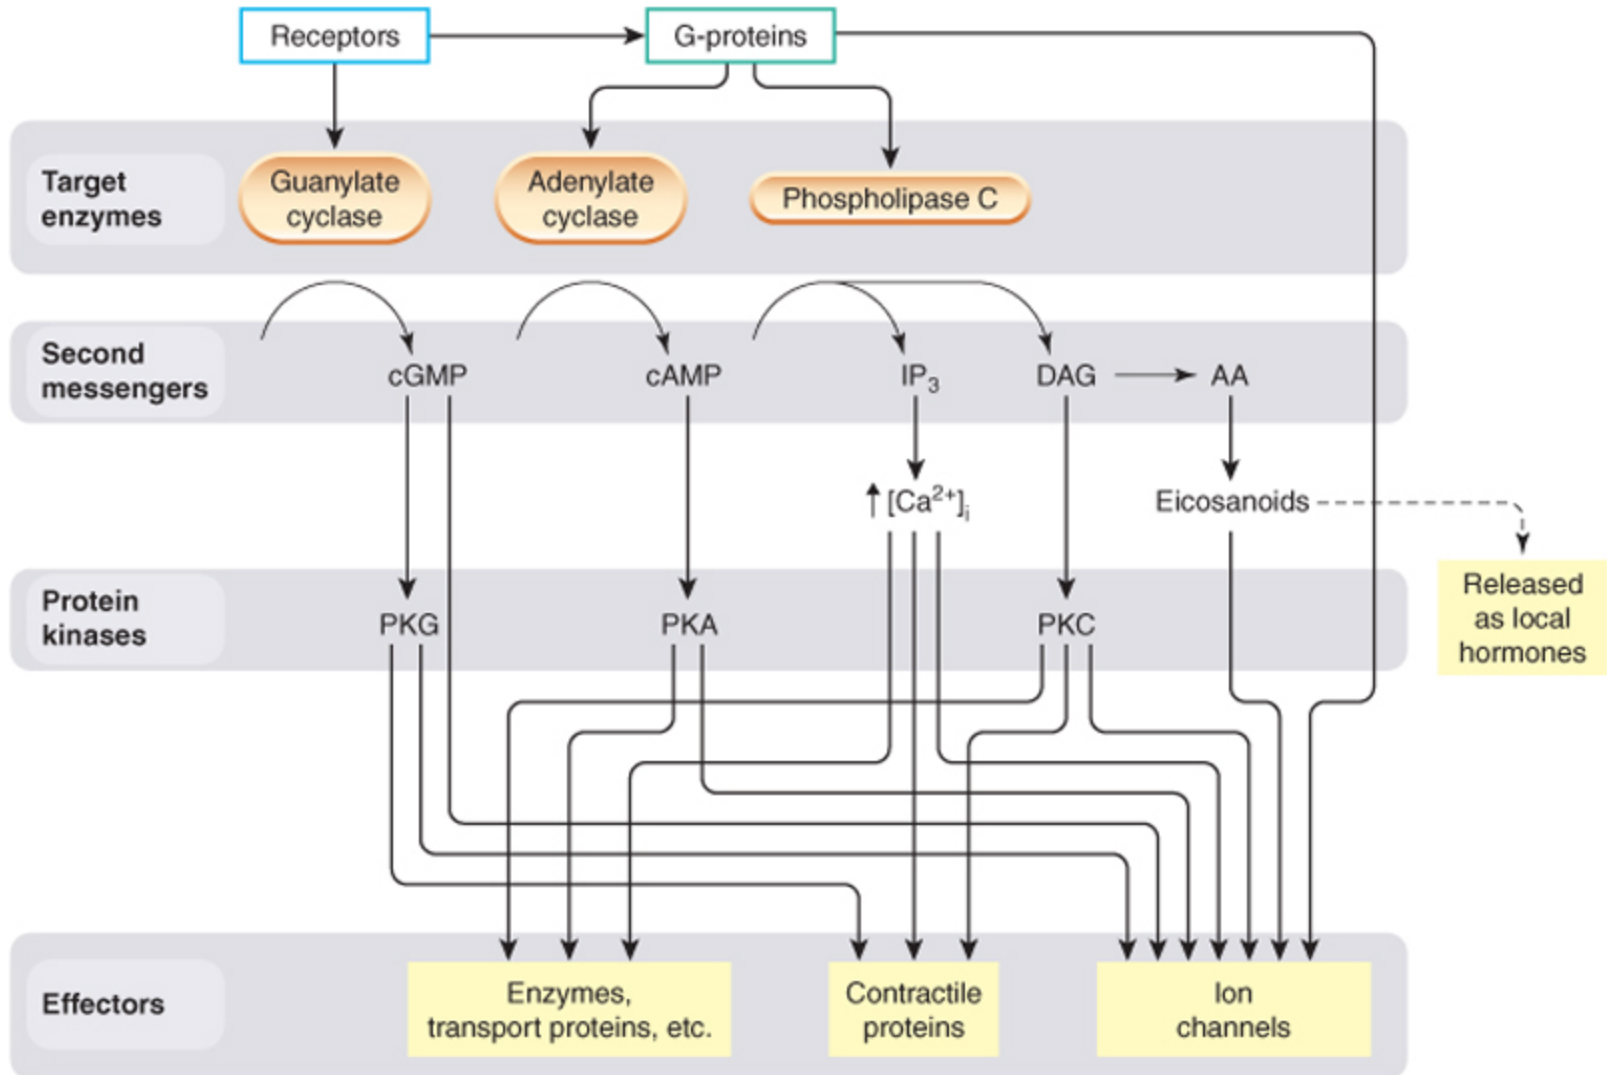 Receptors
G-proteins
Target
enzymes
Guanylate
cyclase
Adenylate
cyclase
Phospholipase C
Second
messengers
cGMP
cAMP
IP₃
DAG
AA
↑[Ca²⁺]ᵢ
Eicosanoids
Released
as local
hormones
Protein
kinases
PKG
PKA
PKC
Effectors
Enzymes,
transport proteins, etc.
Contractile
proteins
Ion
channels